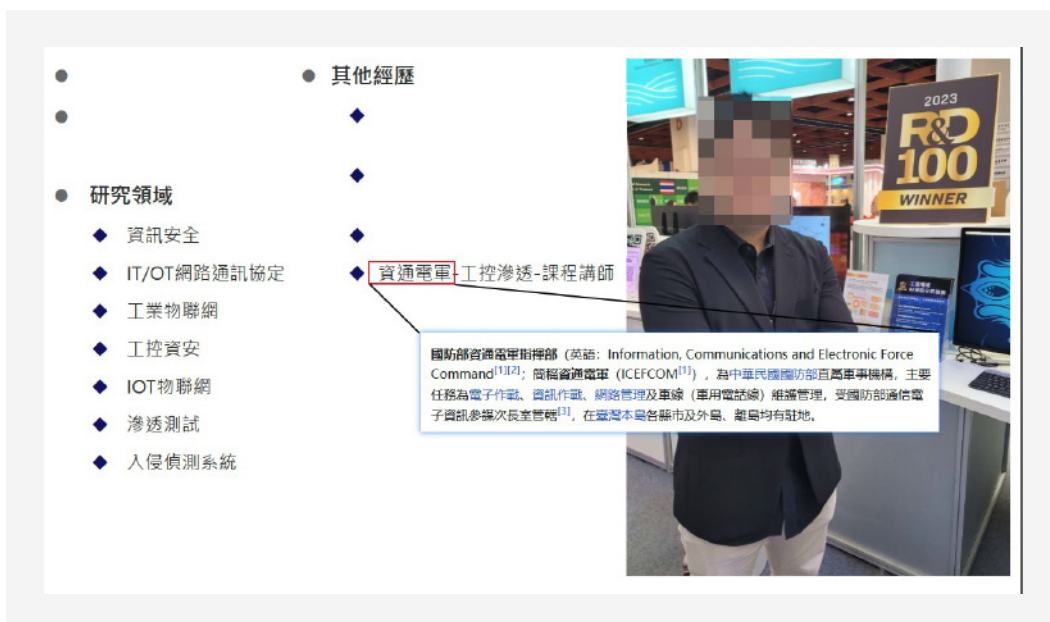 研究領域
資訊安全
IT/OT網路通訊協定
工業物聯網
工控資安
IOT物聯網
滲透測試
入侵偵測系統
其他經歷
資通電軍-工控滲透-課程講師
國防部資通電軍指揮部（英語：Information, Communications and Electronic Force
Command[1][2]；簡稱資通電軍（ICEFCOM[1]），為中華民國國防部直屬軍事機構，主要
任務為電子作戰、資訊作戰、網路管理及軍線（軍用電話線）維護管理，受國防部通信電
子資訊參謀次長室管轄[3]，在臺灣本島各縣市及外島、離島均有駐地。
2023
R&D
100
WINNER